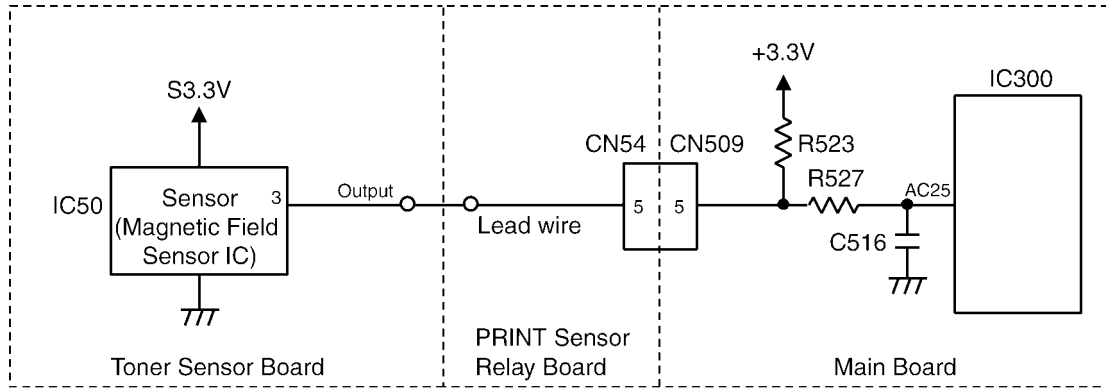 +3.3V
IC300
S3.3V
CN54
CN509
R523
R527
AC25
IC50
Sensor
(Magnetic Field
Sensor IC)
3
Output
Lead wire
5
5
C516
PRINT Sensor
Relay Board
Toner Sensor Board
Main Board